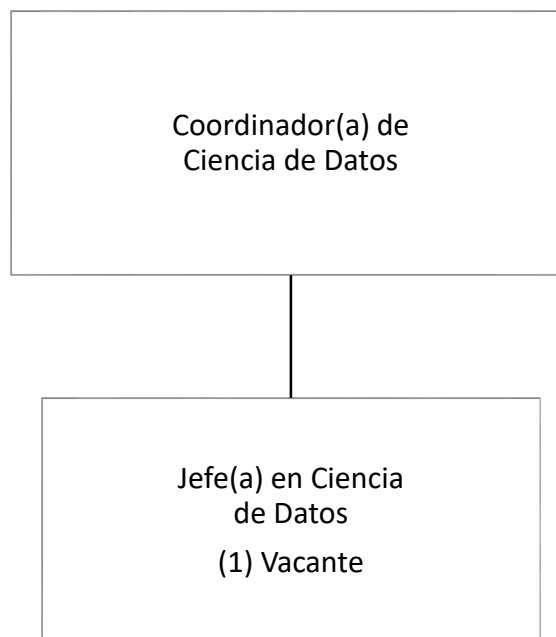 Coordinador(a) de
Ciencia de Datos
Jefe(a) en Ciencia
de Datos
(1) Vacante